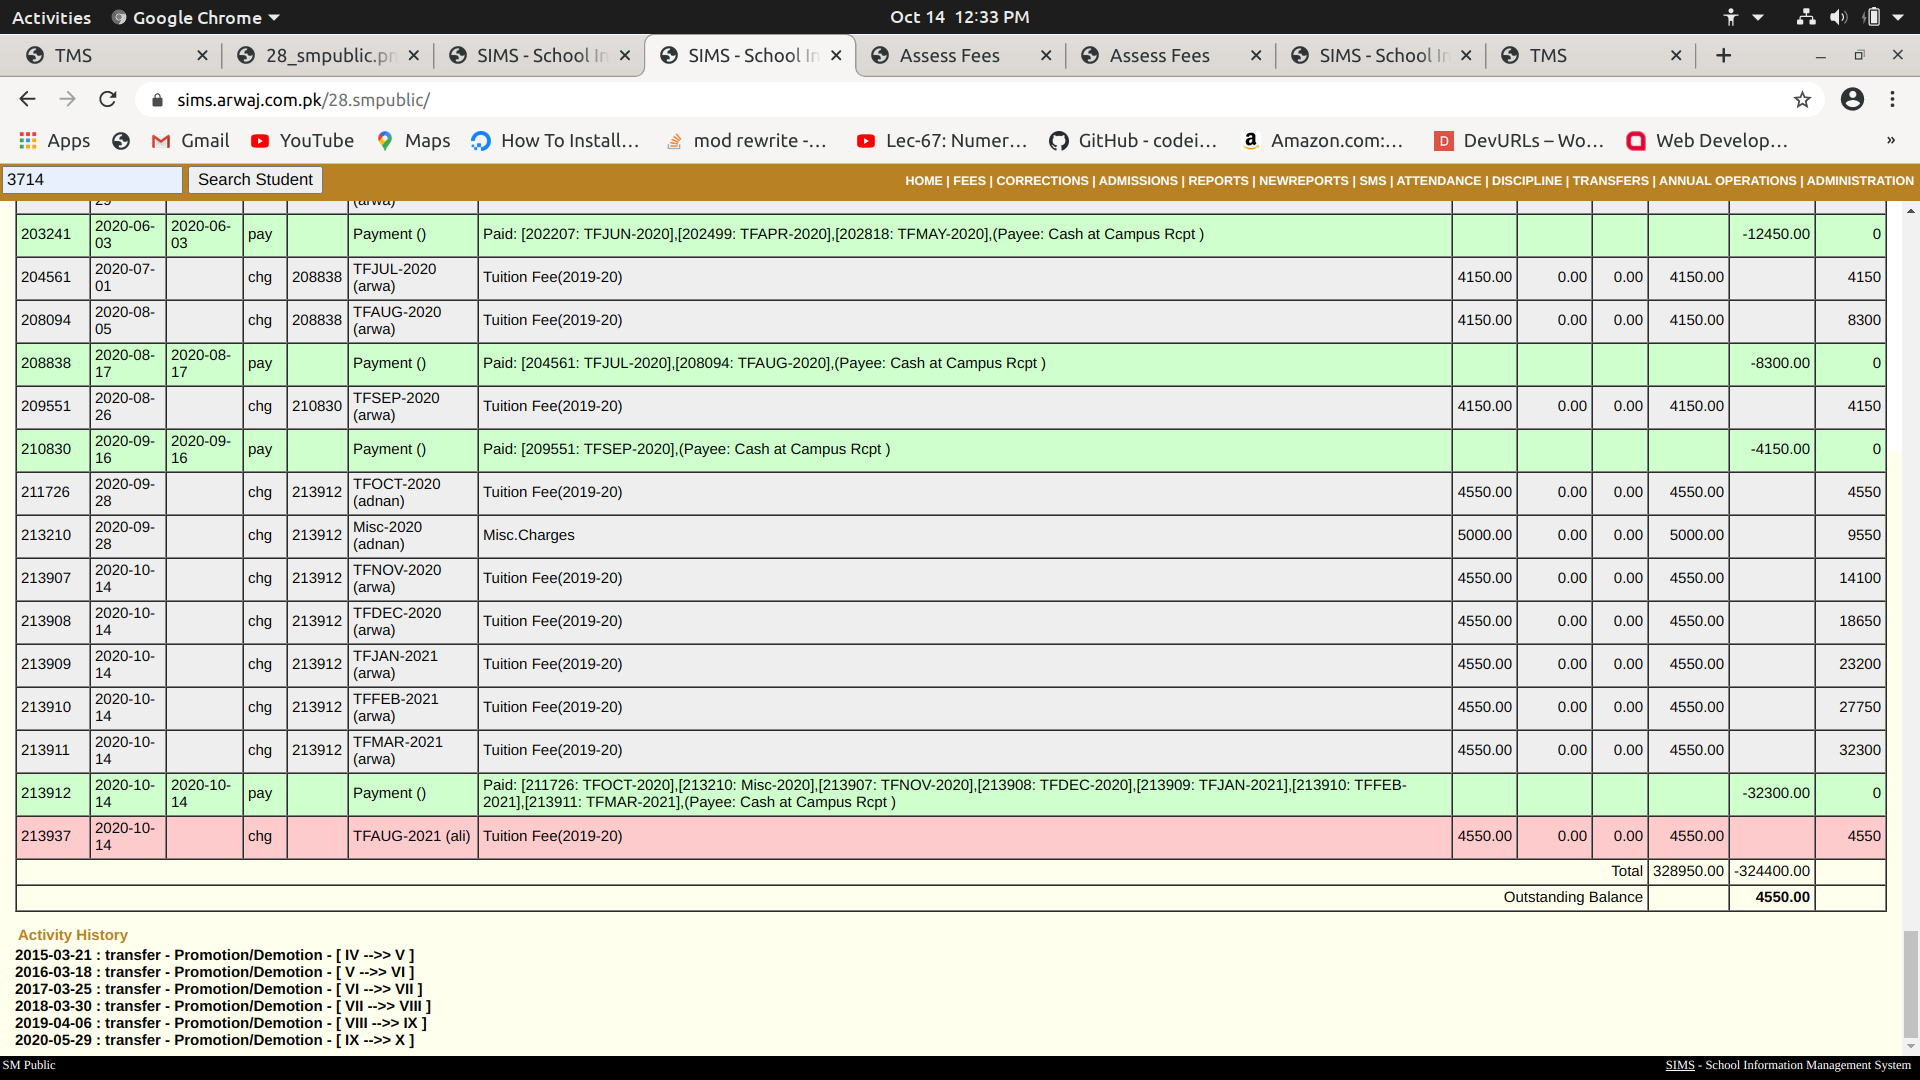 Activities Google Chrome Oct 14 12:33 PM
TMS 28_smpublic.pn SIMS - School In SIMS - School In Assess Fees Assess Fees SIMS - School In TMS
sims.arwaj.com.pk/28.smpublic/
Apps Gmail YouTube Maps How To Install… mod rewrite -… Lec-67: Numer… GitHub - codei… Amazon.com:… DevURLs – Wo… Web Develop… »
3714 Search Student HOME | FEES | CORRECTIONS | ADMISSIONS | REPORTS | NEWREPORTS | SMS | ATTENDANCE | DISCIPLINE | TRANSFERS | ANNUAL OPERATIONS | ADMINISTRATION
29 (arwa)
203241 2020-06-03 2020-06-03 pay Payment () Paid: [202207: TFJUN-2020],[202499: TFAPR-2020],[202818: TFMAY-2020],(Payee: Cash at Campus Rcpt ) -12450.00 0
204561 2020-07-01 chg 208838 TFJUL-2020 (arwa) Tuition Fee(2019-20) 4150.00 0.00 0.00 4150.00 4150
208094 2020-08-05 chg 208838 TFAUG-2020 (arwa) Tuition Fee(2019-20) 4150.00 0.00 0.00 4150.00 8300
208838 2020-08-17 2020-08-17 pay Payment () Paid: [204561: TFJUL-2020],[208094: TFAUG-2020],(Payee: Cash at Campus Rcpt ) -8300.00 0
209551 2020-08-26 chg 210830 TFSEP-2020 (arwa) Tuition Fee(2019-20) 4150.00 0.00 0.00 4150.00 4150
210830 2020-09-16 2020-09-16 pay Payment () Paid: [209551: TFSEP-2020],(Payee: Cash at Campus Rcpt ) -4150.00 0
211726 2020-09-28 chg 213912 TFOCT-2020 (adnan) Tuition Fee(2019-20) 4550.00 0.00 0.00 4550.00 4550
213210 2020-09-28 chg 213912 Misc-2020 (adnan) Misc.Charges 5000.00 0.00 0.00 5000.00 9550
213907 2020-10-14 chg 213912 TFNOV-2020 (arwa) Tuition Fee(2019-20) 4550.00 0.00 0.00 4550.00 14100
213908 2020-10-14 chg 213912 TFDEC-2020 (arwa) Tuition Fee(2019-20) 4550.00 0.00 0.00 4550.00 18650
213909 2020-10-14 chg 213912 TFJAN-2021 (arwa) Tuition Fee(2019-20) 4550.00 0.00 0.00 4550.00 23200
213910 2020-10-14 chg 213912 TFFEB-2021 (arwa) Tuition Fee(2019-20) 4550.00 0.00 0.00 4550.00 27750
213911 2020-10-14 chg 213912 TFMAR-2021 (arwa) Tuition Fee(2019-20) 4550.00 0.00 0.00 4550.00 32300
213912 2020-10-14 2020-10-14 pay Payment () Paid: [211726: TFOCT-2020],[213210: Misc-2020],[213907: TFNOV-2020],[213908: TFDEC-2020],[213909: TFJAN-2021],[213910: TFFEB-2021],[213911: TFMAR-2021],(Payee: Cash at Campus Rcpt ) -32300.00 0
213937 2020-10-14 chg TFAUG-2021 (ali) Tuition Fee(2019-20) 4550.00 0.00 0.00 4550.00 4550
Total 328950.00 -324400.00
Outstanding Balance 4550.00
Activity History
2015-03-21 : transfer - Promotion/Demotion - [ IV -->> V ]
2016-03-18 : transfer - Promotion/Demotion - [ V -->> VI ]
2017-03-25 : transfer - Promotion/Demotion - [ VI -->> VII ]
2018-03-30 : transfer - Promotion/Demotion - [ VII -->> VIII ]
2019-04-06 : transfer - Promotion/Demotion - [ VIII -->> IX ]
2020-05-29 : transfer - Promotion/Demotion - [ IX -->> X ]
SM Public SIMS - School Information Management System